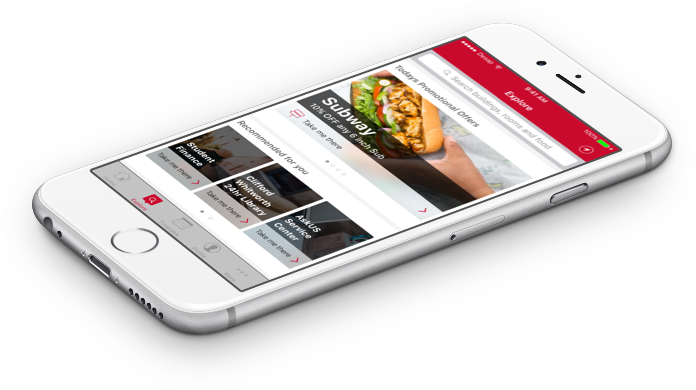 9:41 AM
100%
Explore
Search buildings, rooms and food
Todays Promotional Offers
Subway
10% OFF any 6 inch Sub
Take me there
Recommended for you
Student
Finance
Take me there
Clifford
Whitworth
24hr Library
Take me there
AskUS
Service
Center
Take me there
Explore